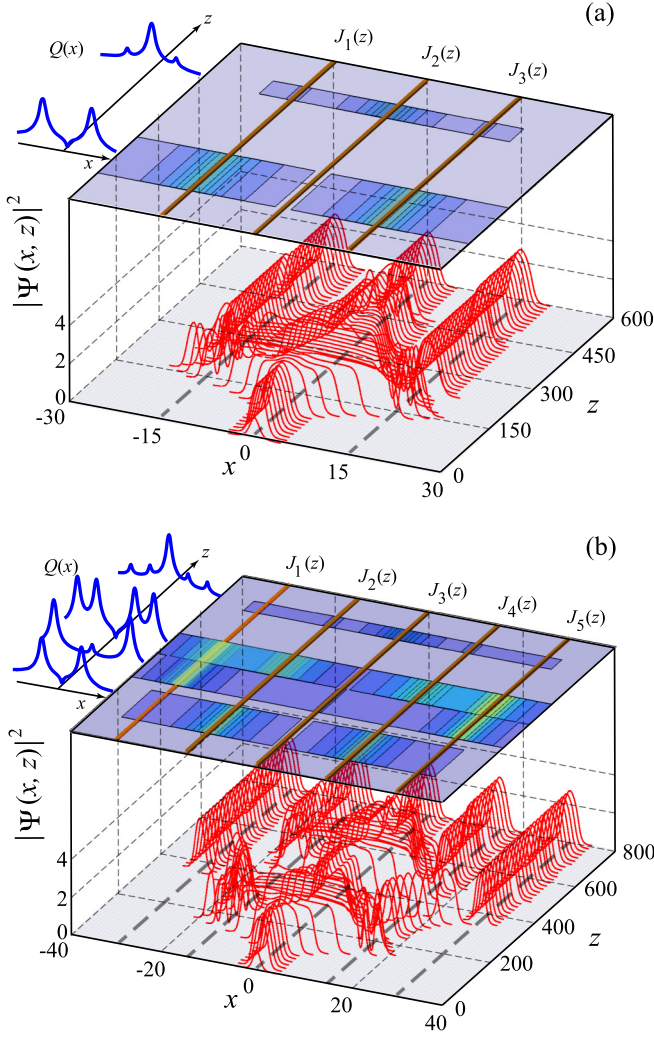 (a)
z
Q(x)
x
J1(z)
J2(z)
J3(z)
|Ψ(x, z)|²
4
2
0
-30
-15
0
15
30
x
0
150
300
450
600
z
(b)
z
Q(x)
x
J1(z)
J2(z)
J3(z)
J4(z)
J5(z)
|Ψ(x, z)|²
4
2
0
-40
-20
0
20
40
x
0
200
400
600
800
z